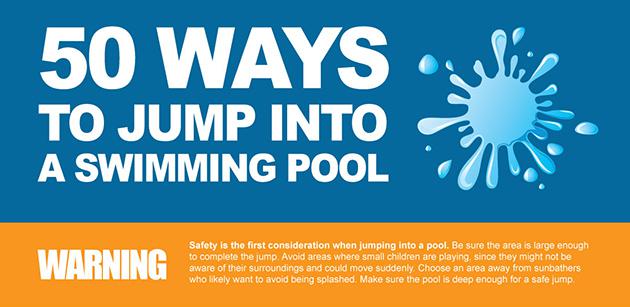 50 WAYS
TO JUMP INTO
A SWIMMING POOL
WARNING
Safety is the first consideration when jumping into a pool. Be sure the area is large enough
to complete the jump. Avoid areas where small children are playing, since they might not be
aware of their surroundings and could move suddenly. Choose an area away from sunbathers
who likely want to avoid being splashed. Make sure the pool is deep enough for a safe jump.